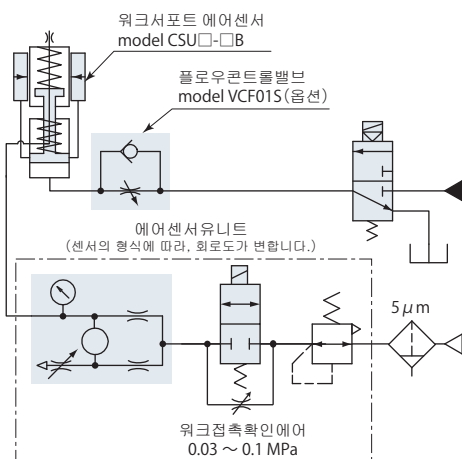 워크서포트 에어센서
model CSU□-□B
플로우컨트롤밸브
model VCF01S(옵션)
에어센서유니트
(센서의 형식에 따라, 회로도가 변합니다.)
5μm
워크접촉확인에어
0.03 ～ 0.1 MPa